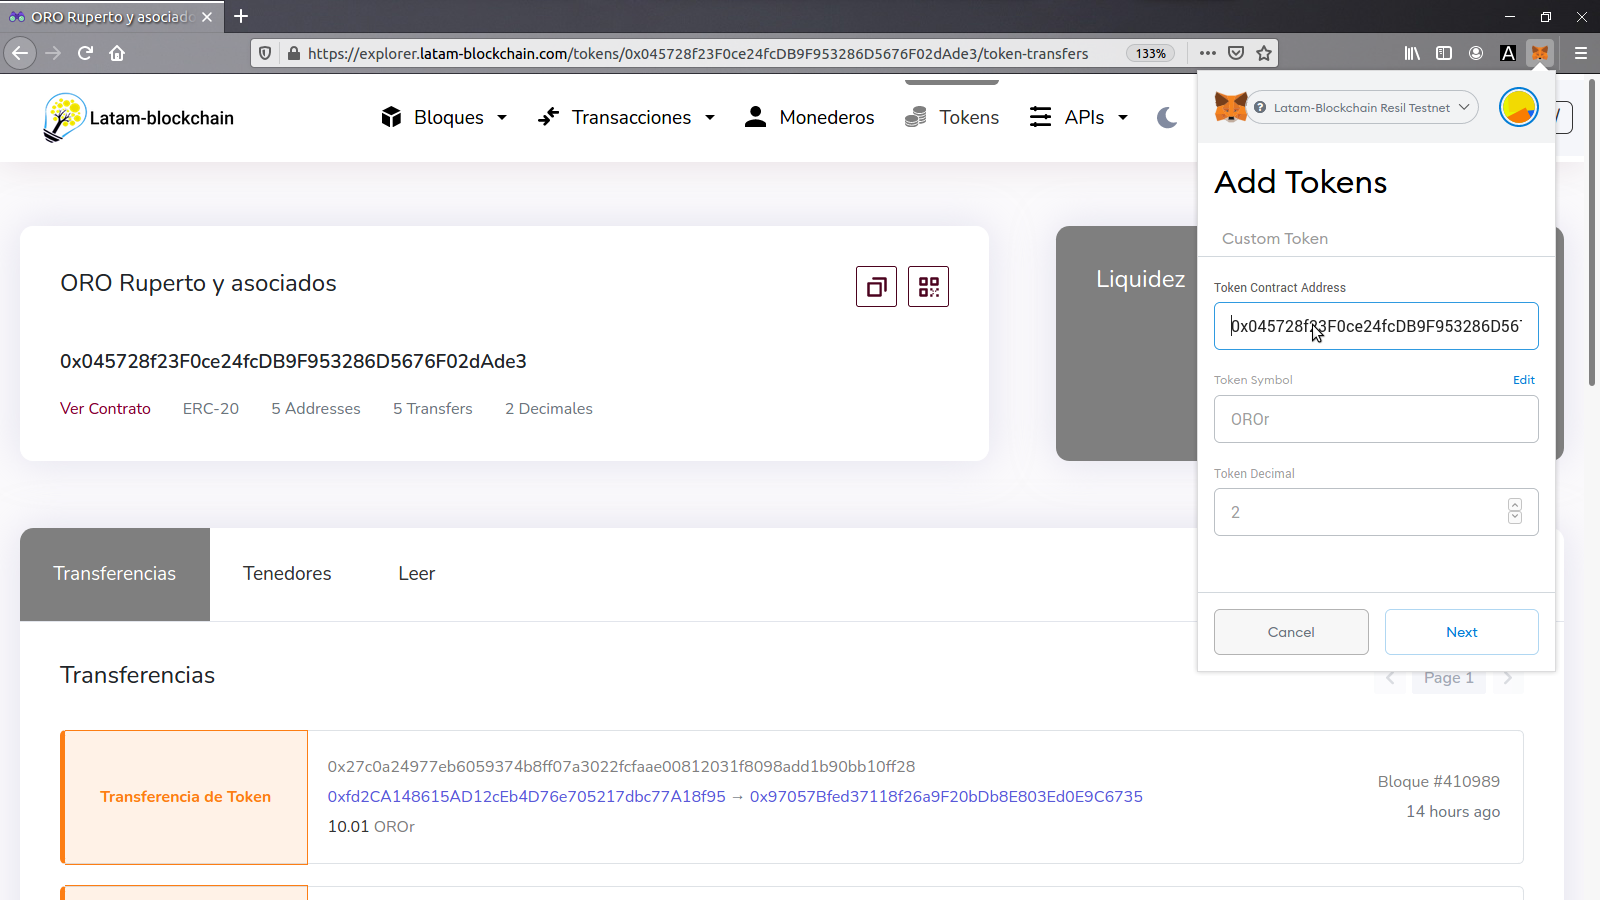 ORO Ruperto y asociad
https://explorer.latam-blockchain.com/tokens/0x045728f23F0ce24fcDB9F953286D5676F02dAde3/token-transfers
133%
A
Latam-blockchain
Bloques
Transacciones
Monederos
Tokens
APIs
ORO Ruperto y asociados
0x045728f23F0ce24fcDB9F953286D5676F02dAde3
Ver Contrato ERC-20 5 Addresses 5 Transfers 2 Decimales
Liquidez
Transferencias Tenedores Leer
Transferencias
Page 1
Transferencia de Token
0x27c0a24977eb6059374b8ff07a3022fcfaae00812031f8098add1b90bb10ff28
0xfd2CA148615AD12cEb4D76e705217dbc77A18f95 → 0x97057Bfed37118f26a9F20bDb8E803Ed0E9C6735
10.01 OROr
Bloque #410989
14 hours ago
? Latam-Blockchain Resil Testnet
Add Tokens
Custom Token
Token Contract Address
0x045728f23F0ce24fcDB9F953286D56
Token Symbol
Edit
OROr
Token Decimal
2
Cancel
Next